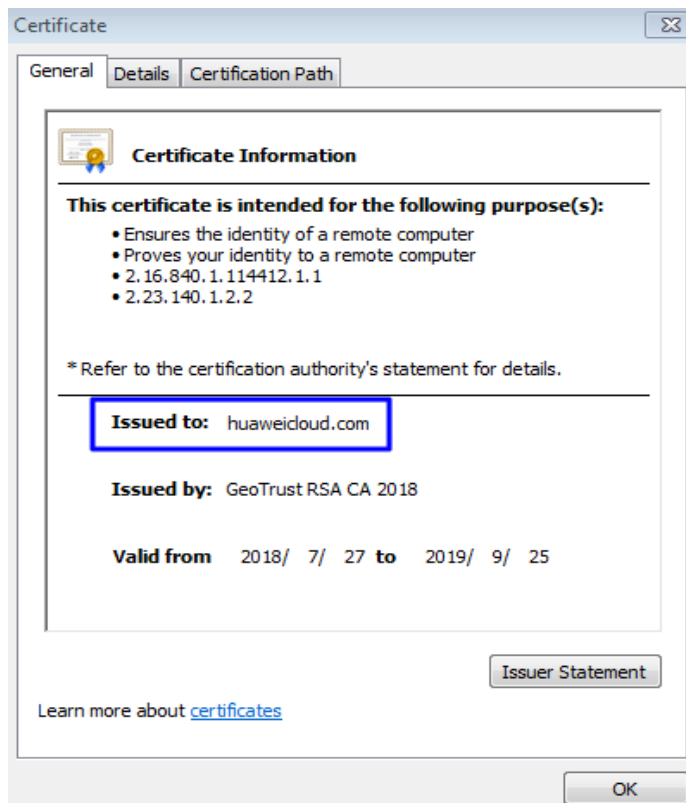 Certificate
General Details Certification Path
Certificate Information
This certificate is intended for the following purpose(s):
• Ensures the identity of a remote computer
• Proves your identity to a remote computer
• 2.16.840.1.114412.1.1
• 2.23.140.1.2.2
* Refer to the certification authority's statement for details.
Issued to: huaweicloud.com
Issued by: GeoTrust RSA CA 2018
Valid from 2018/ 7/ 27 to 2019/ 9/ 25
Issuer Statement
Learn more about certificates
OK